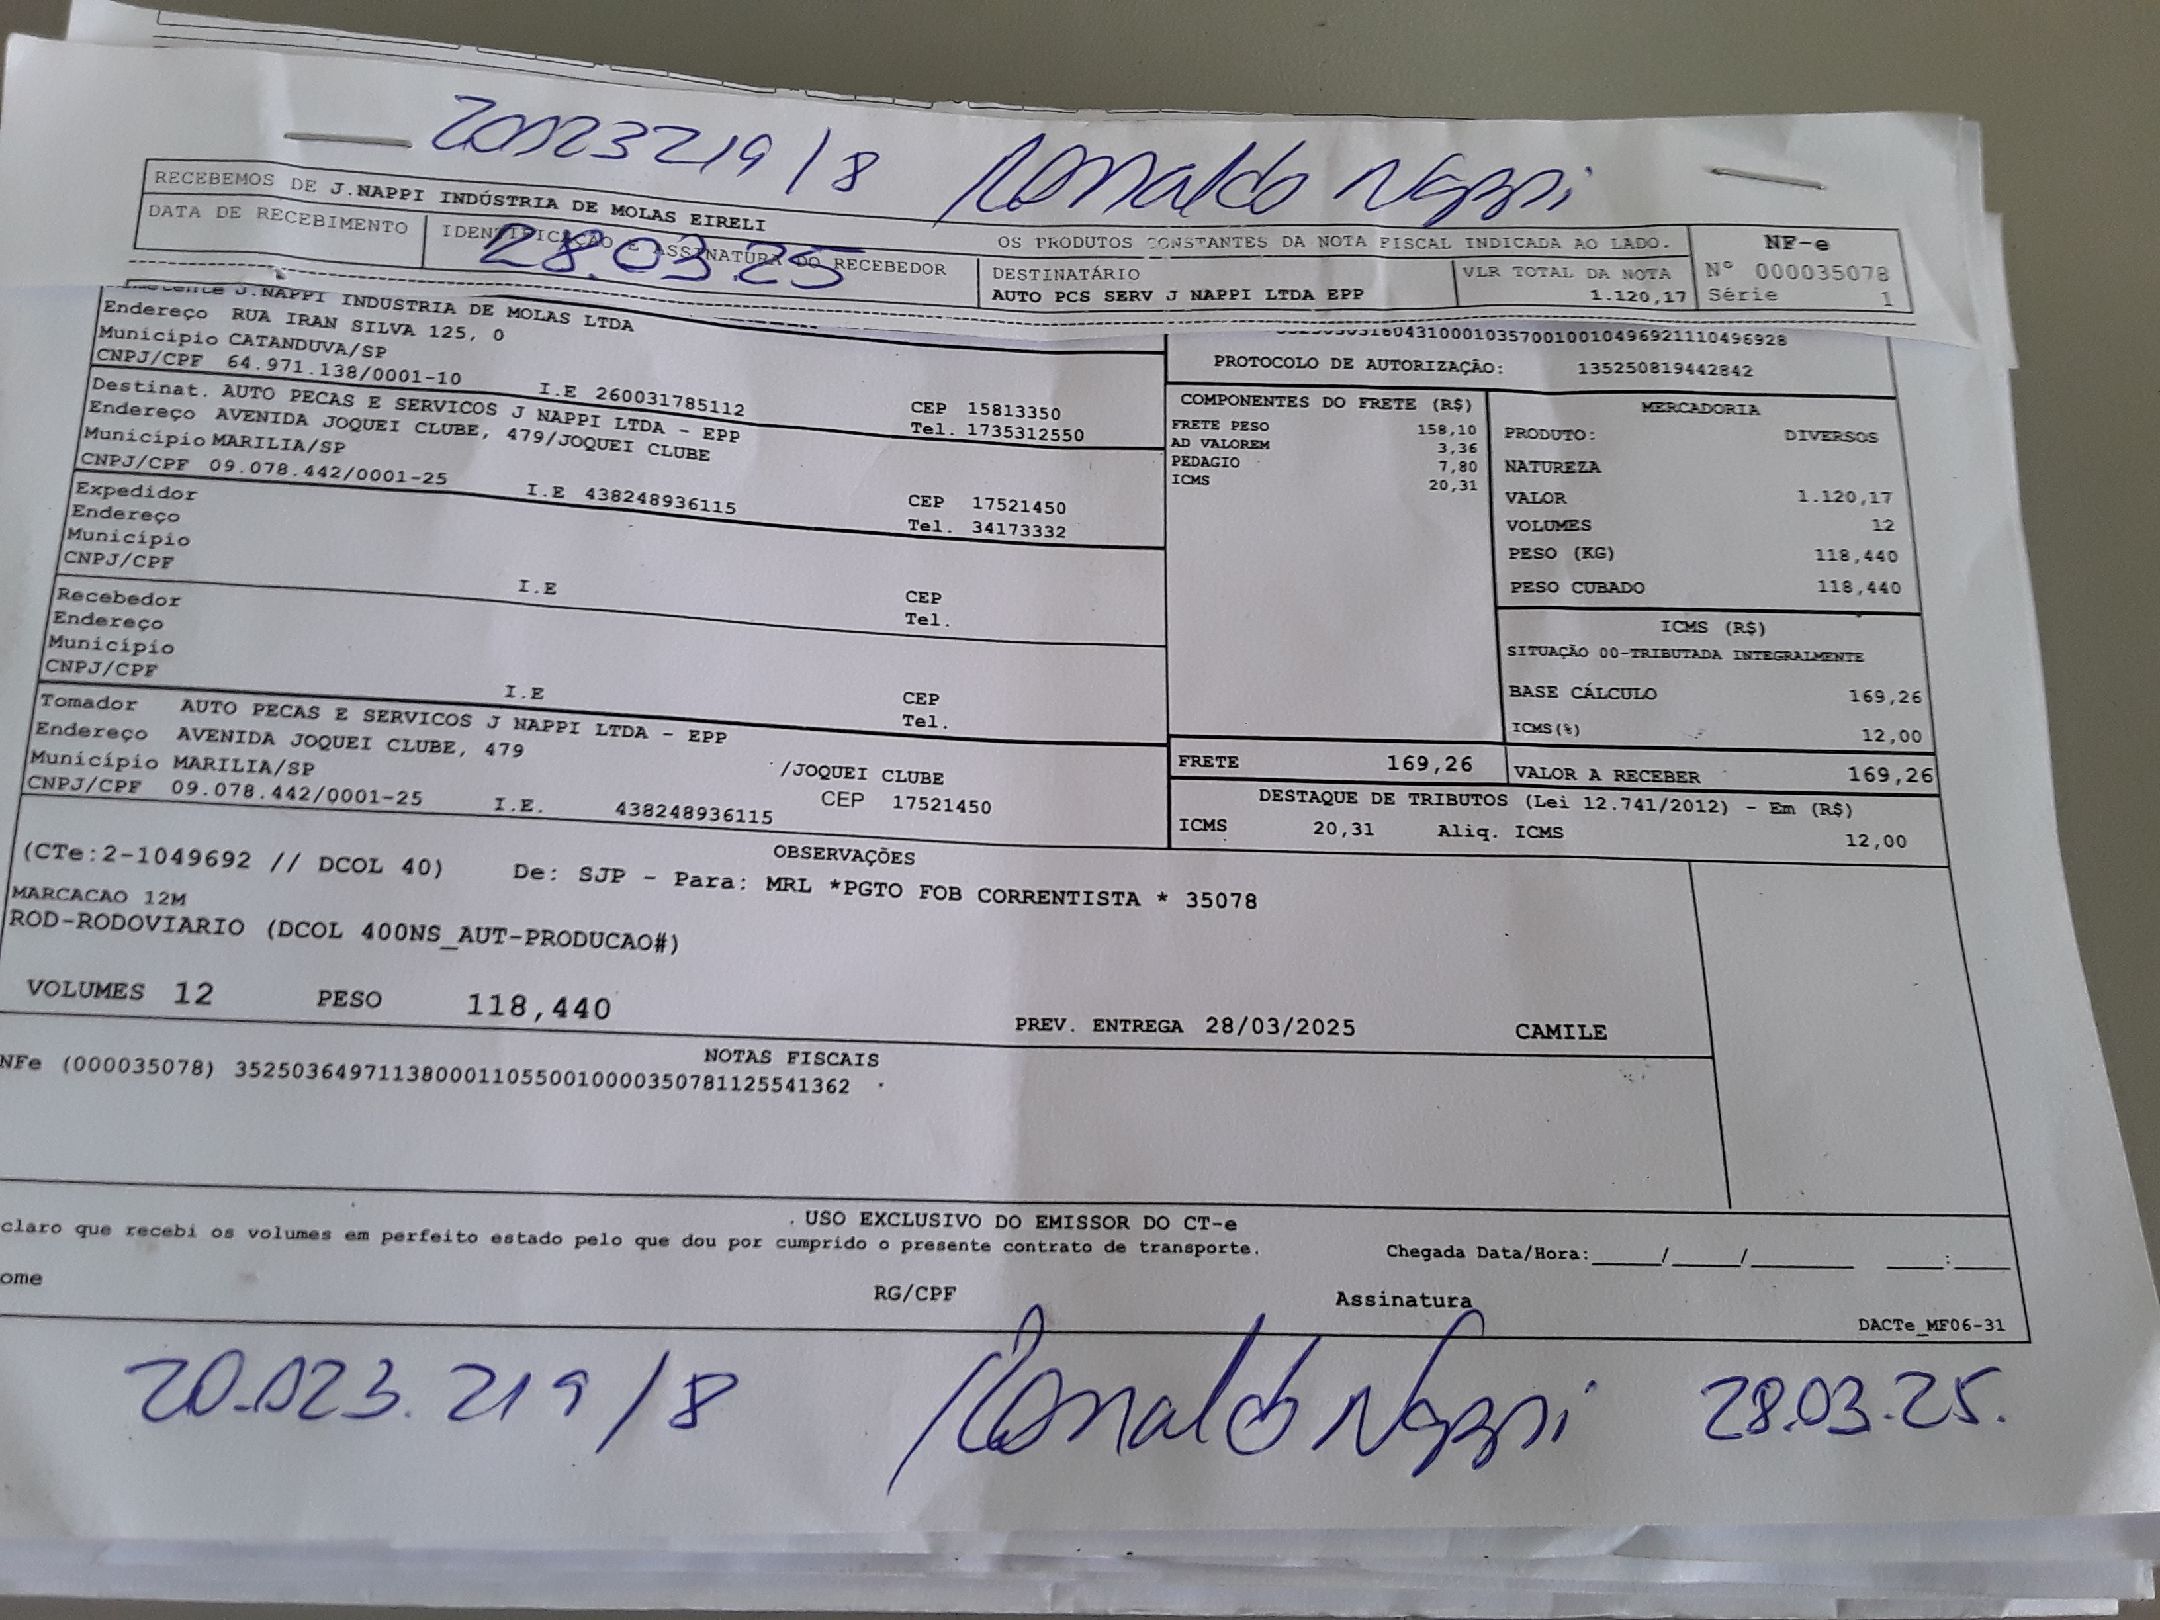 20023219/8 Ronaldo Nappi
RECEBEMOS DE J.NAPPI INDÚSTRIA DE MOLAS EIRELI
OS PRODUTOS CONSTANTES DA NOTA FISCAL INDICADA AO LADO.
NF-e
Nº 000035078
Série 1
DATA DE RECEBIMENTO
IDENTIFICAÇÃO E ASSINATURA DO RECEBEDOR
28.03.25
DESTINATÁRIO
AUTO PCS SERV J NAPPI LTDA EPP
VLR TOTAL DA NOTA
1.120,17
J.NAPPI INDUSTRIA DE MOLAS LTDA
Endereço RUA IRAN SILVA 125, 0
Município CATANDUVA/SP
CNPJ/CPF 64.971.138/0001-10 I.E 260031785112
CEP 15813350
Tel. 1735312550
Destinat. AUTO PECAS E SERVICOS J NAPPI LTDA - EPP
Endereço AVENIDA JOQUEI CLUBE, 479/JOQUEI CLUBE
Município MARILIA/SP
CNPJ/CPF 09.078.442/0001-25 I.E 438248936115
CEP 17521450
Tel. 34173332
Expedidor
Endereço
Município
CNPJ/CPF I.E CEP
Tel.
Recebedor
Endereço
Município
CNPJ/CPF I.E CEP
Tel.
Tomador AUTO PECAS E SERVICOS J NAPPI LTDA - EPP
Endereço AVENIDA JOQUEI CLUBE, 479 /JOQUEI CLUBE
Município MARILIA/SP CEP 17521450
CNPJ/CPF 09.078.442/0001-25 I.E. 438248936115
PROTOCOLO DE AUTORIZAÇÃO: 135250819442842
COMPONENTES DO FRETE (R$)
FRETE PESO 158,10
AD VALOREM 3,36
PEDAGIO 7,80
ICMS 20,31
MERCADORIA
PRODUTO: DIVERSOS
NATUREZA
VALOR 1.120,17
VOLUMES 12
PESO (KG) 118,440
PESO CUBADO 118,440
ICMS (R$)
SITUAÇÃO 00-TRIBUTADA INTEGRALMENTE
BASE CÁLCULO 169,26
ICMS(%) 12,00
FRETE 169,26
VALOR A RECEBER 169,26
DESTAQUE DE TRIBUTOS (Lei 12.741/2012) - Em (R$)
ICMS 20,31 Aliq. ICMS 12,00
OBSERVAÇÕES
(CTe:2-1049692 // DCOL 40) De: SJP - Para: MRL *PGTO FOB CORRENTISTA * 35078
MARCACAO 12M
ROD-RODOVIARIO (DCOL 400NS_AUT-PRODUCAO#)
VOLUMES 12 PESO 118,440 PREV. ENTREGA 28/03/2025 CAMILE
NOTAS FISCAIS
NFe (000035078) 35250364971138000110550010000350781125541362
USO EXCLUSIVO DO EMISSOR DO CT-e
claro que recebi os volumes em perfeito estado pelo que dou por cumprido o presente contrato de transporte.
Chegada Data/Hora:_____/_____/________ ____:____
ome RG/CPF Assinatura
DACTe_MF06-31
20.023.219/8 Ronaldo Nappi 28.03.25.